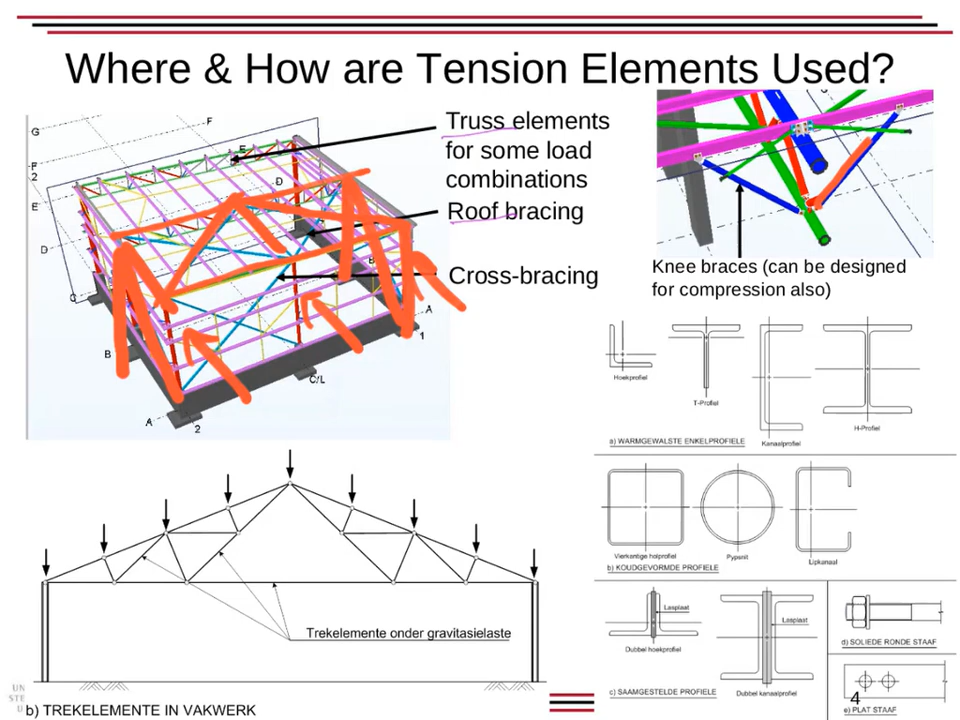 Where & How are Tension Elements Used?
G
F
F
2
E
E
D
D
C
B
B
A
A
1
2
C/L
Truss elements
for some load
combinations
Roof bracing
Cross-bracing
Knee braces (can be designed
for compression also)
Hoekprofiel
T-Profiel
Kanaalprofiel
H-Profiel
a) WARMGEWALSTE ENKELPROFIELE
Vierkantige holprofiel
Pypsnit
Lipkanaal
b) KOUDGEVORMDE PROFIELE
Lasplaat
Dubbel hoekprofiel
Lasplaat
Dubbel kanaalprofiel
c) SAAMGESTELDE PROFIELE
d) SOLIEDE RONDE STAAF
e) PLAT STAAF
Trekelemente onder gravitasielaste
b) TREKELEMENTE IN VAKWERK
UN
STE
U
4